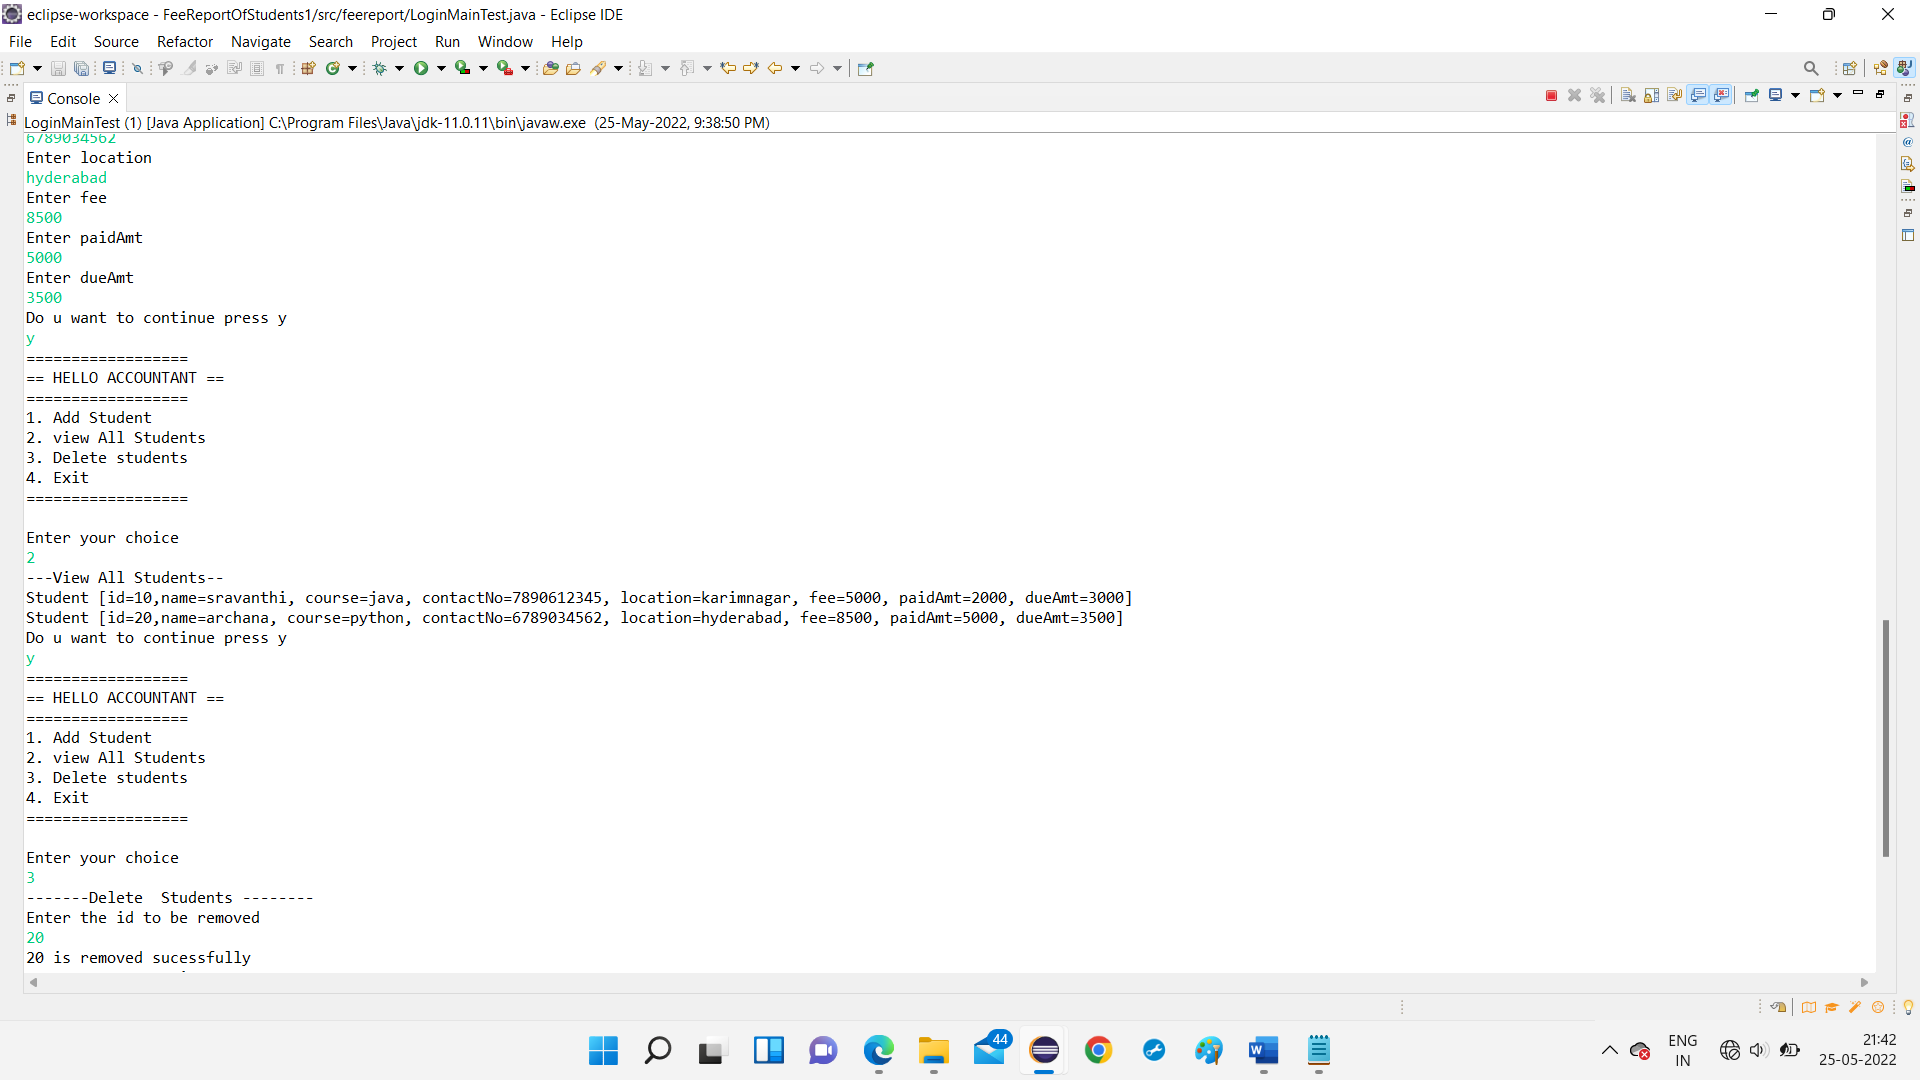 eclipse-workspace - FeeReportOfStudents1/src/feereport/LoginMainTest.java - Eclipse IDE
File Edit Source Refactor Navigate Search Project Run Window Help
Console
LoginMainTest (1) [Java Application] C:\Program Files\Java\jdk-11.0.11\bin\javaw.exe (25-May-2022, 9:38:50 PM)
6789034562
Enter location
hyderabad
Enter fee
8500
Enter paidAmt
5000
Enter dueAmt
3500
Do u want to continue press y
y
==================
== HELLO ACCOUNTANT ==
==================
1. Add Student
2. view All Students
3. Delete students
4. Exit
==================
Enter your choice
2
---View All Students--
Student [id=10,name=sravanthi, course=java, contactNo=7890612345, location=karimnagar, fee=5000, paidAmt=2000, dueAmt=3000]
Student [id=20,name=archana, course=python, contactNo=6789034562, location=hyderabad, fee=8500, paidAmt=5000, dueAmt=3500]
Do u want to continue press y
y
==================
== HELLO ACCOUNTANT ==
==================
1. Add Student
2. view All Students
3. Delete students
4. Exit
==================
Enter your choice
3
-------Delete  Students --------
Enter the id to be removed
20
20 is removed sucessfully
44
ENG
IN
21:42
25-05-2022